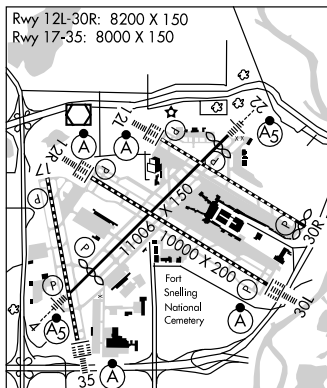 Rwy 12L-30R: 8200 X 150
Rwy 17-35: 8000 X 150
12L
22
A
A
A5
P
12R
P
P
17
P
30R
11006 X 150
P
10000 X 200
P
P
Fort
Snelling
National
Cemetery
4
A5
A
30L
35
A